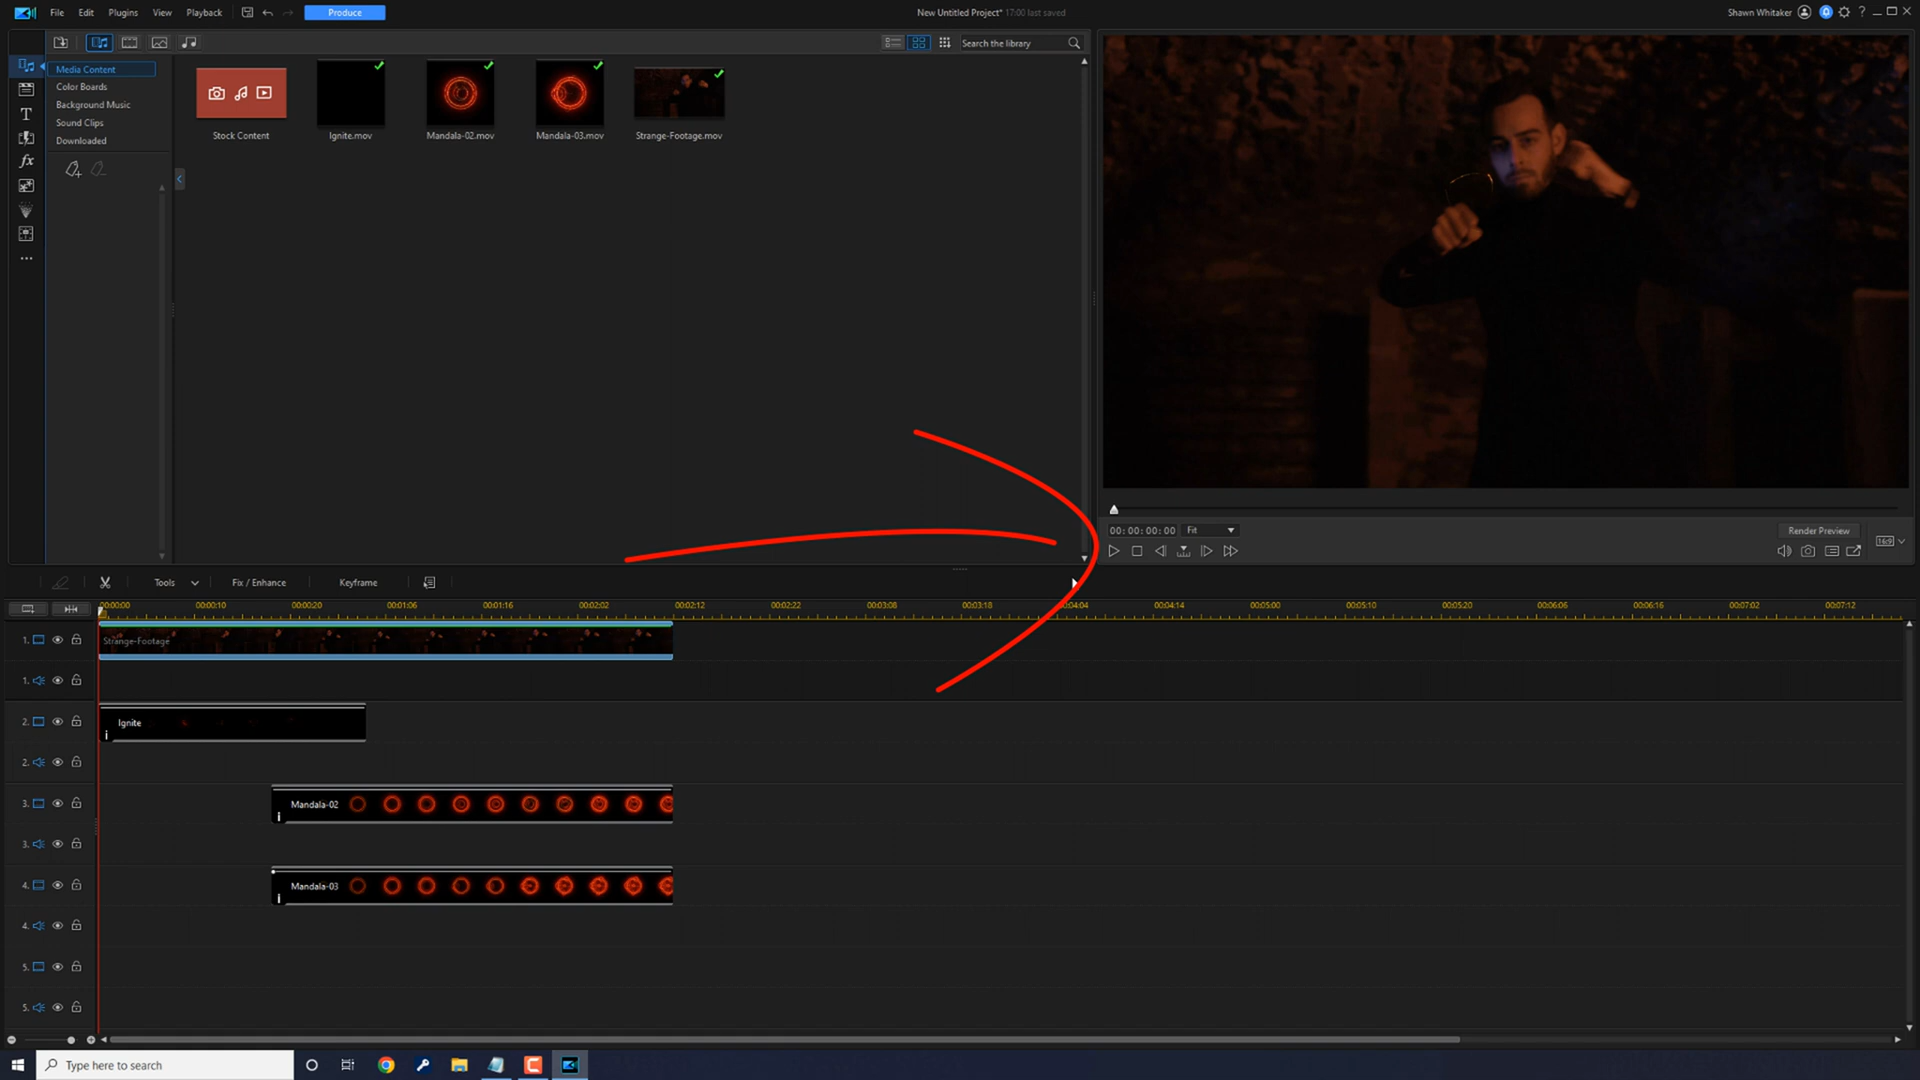 File Edit Plugins View Playback Produce New Untitled Project* 17:00 last saved Shawn Whitaker ?
Search the library
Media Content
Color Boards
Background Music
Sound Clips
Downloaded
T
fx
Stock Content Ignite.mov Mandala-02.mov Mandala-03.mov Strange-Footage.mov
00:00:00:00 Fit Render Preview
16:9
Tools Fix / Enhance Keyframe
00:00:00 00:00:10 00:00:20 00:01:06 00:01:16 00:02:02 00:02:12 00:02:22 00:03:08 00:03:18 00:04:04 00:04:14 00:05:00 00:05:10 00:05:20 00:06:06 00:06:16 00:07:02 00:07:12
1. Strange-Footage
1.
2. Ignite
i
2.
3. Mandala-02
i
3.
4. Mandala-03
i
4.
5.
5.
Type here to search